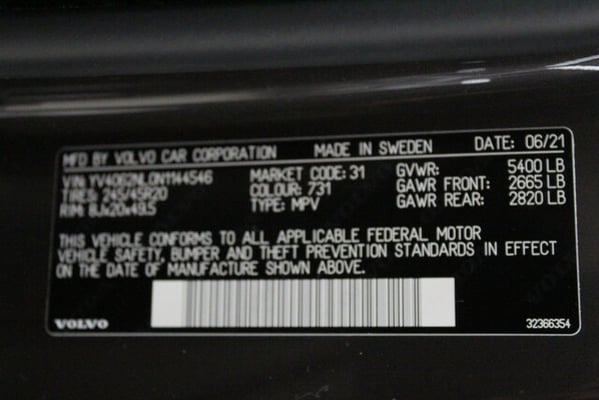 MFD BY VOLVO CAR CORPORATION MADE IN SWEDEN DATE: 06/21
VIN: YV4062NL0N1144546 MARKET CODE: 31 GVWR: 5400 LB
TIRES: 245/45R20 COLOUR: 731 GAWR FRONT: 2665 LB
RIM: 8Jx20x49.5 TYPE: MPV GAWR REAR: 2820 LB
THIS VEHICLE CONFORMS TO ALL APPLICABLE FEDERAL MOTOR
VEHICLE SAFETY, BUMPER AND THEFT PREVENTION STANDARDS IN EFFECT
ON THE DATE OF MANUFACTURE SHOWN ABOVE.
VOLVO 32366354